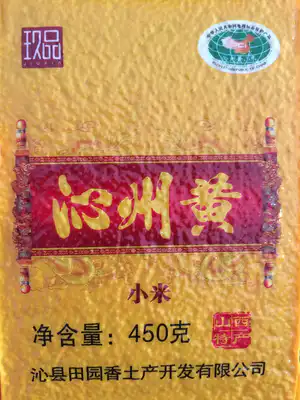 玖品
沁州黄
小米
净含量：450克
山西
特产
沁县田园香土产开发有限公司